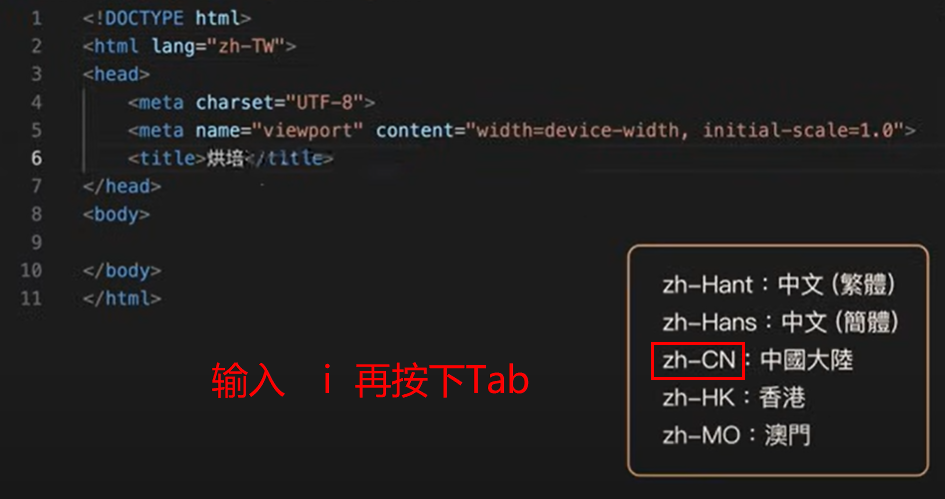 1 <!DOCTYPE html>
2 <html lang="zh-TW">
3 <head>
4 <meta charset="UTF-8">
5 <meta name="viewport" content="width=device-width, initial-scale=1.0">
6 <title>烘培</title>
7 </head>
8 <body>
9
10 </body>
11 </html>
zh-Hant：中文 (繁體)
zh-Hans：中文 (簡體)
zh-CN：中國大陸
zh-HK：香港
zh-MO：澳門
输入 i 再按下Tab